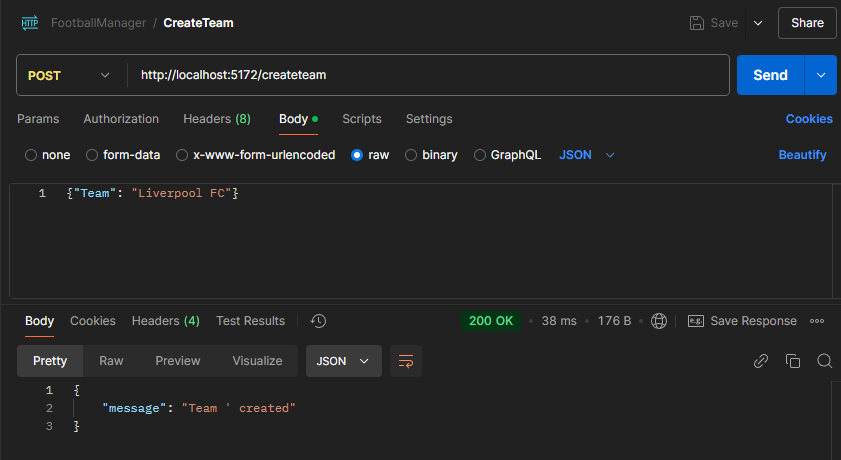 HTTP FootballManager / CreateTeam Save Share
POST http://localhost:5172/createteam Send
Params Authorization Headers (8) Body Scripts Settings Cookies
none form-data x-www-form-urlencoded raw binary GraphQL JSON Beautify
1 {"Team": "Liverpool FC"}
Body Cookies Headers (4) Test Results 200 OK • 38 ms • 176 B • e.g. Save Response
Pretty Raw Preview Visualize JSON
1 {
2 "message": "Team ' created"
3 }